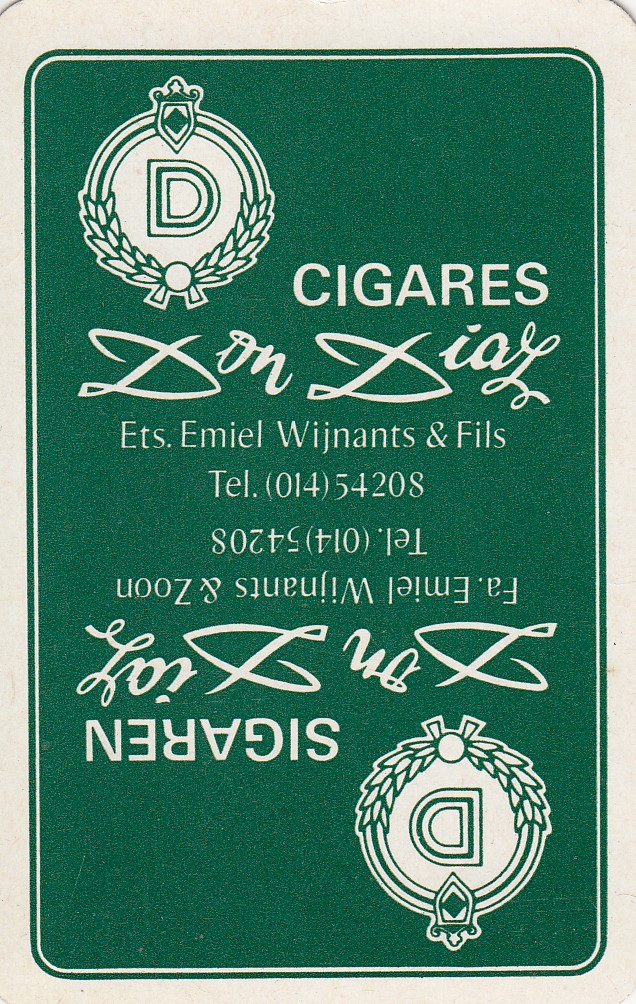 D
CIGARES
Don Diaz
Ets. Emiel Wijnants & Fils
Tel. (014) 54208
Tel. (014) 54208
Fa. Emiel Wijnants & Zoon
Don Diaz
SIGAREN
D